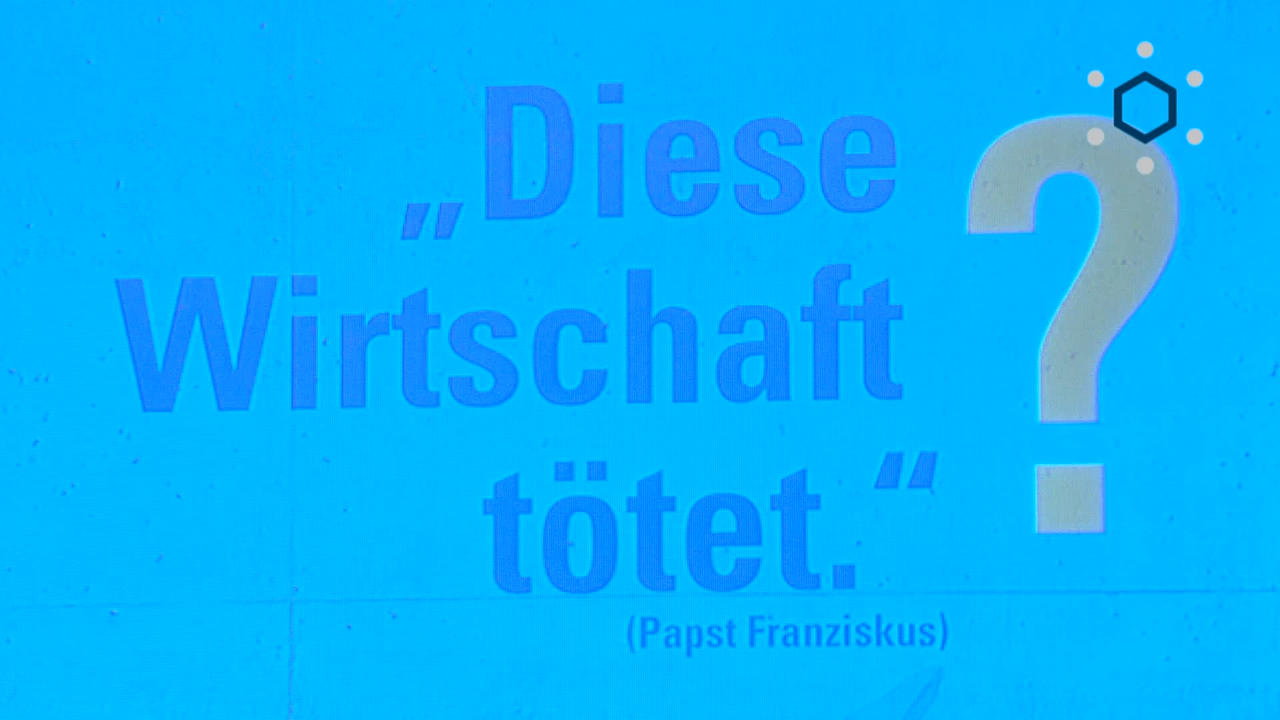 „Diese
Wirtschaft
tötet.“
?
(Papst Franziskus)